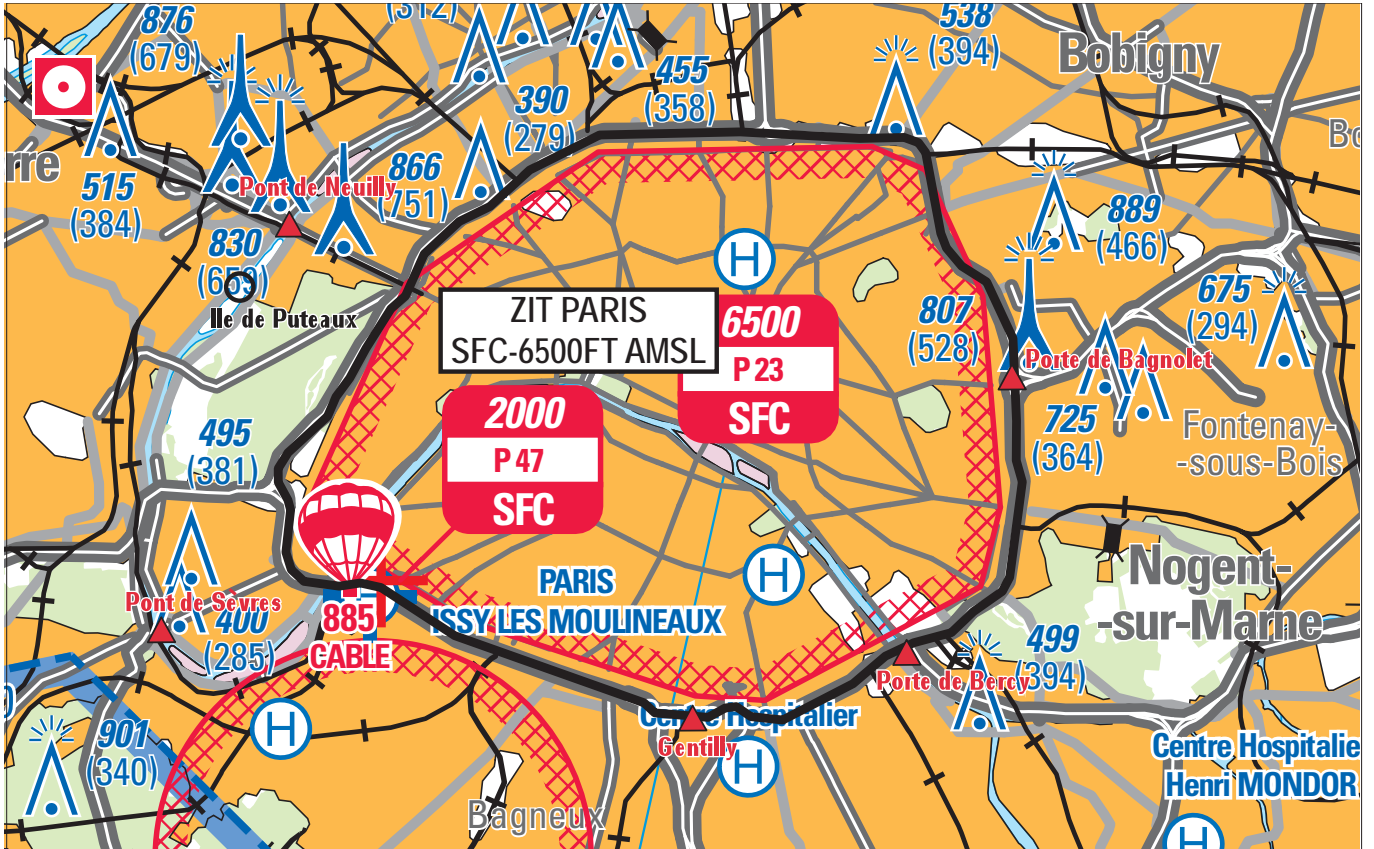 876
(679)
(312)
455
(358)
538
(394)
Bobigny
390
(279)
rre
515
(384)
Pont de Neuilly
866
(751)
830
(659)
Ile de Puteaux
889
(466)
675
(294)
ZIT PARIS
SFC-6500FT AMSL
6500
P 23
SFC
807
(528)
Porte de Bagnolet
725
(364)
Fontenay-
-sous-Bois
2000
P 47
SFC
495
(381)
H
H
PARIS
ISSY LES MOULINEAUX
Nogent-
-sur-Marne
Pont de Sèvres
400
(285)
885
CABLE
499
(394)
Porte de Bercy
Centre Hospitalier
Gentilly
H
H
901
(340)
Bagneux
Centre Hospitalie
Henri MONDOR
H